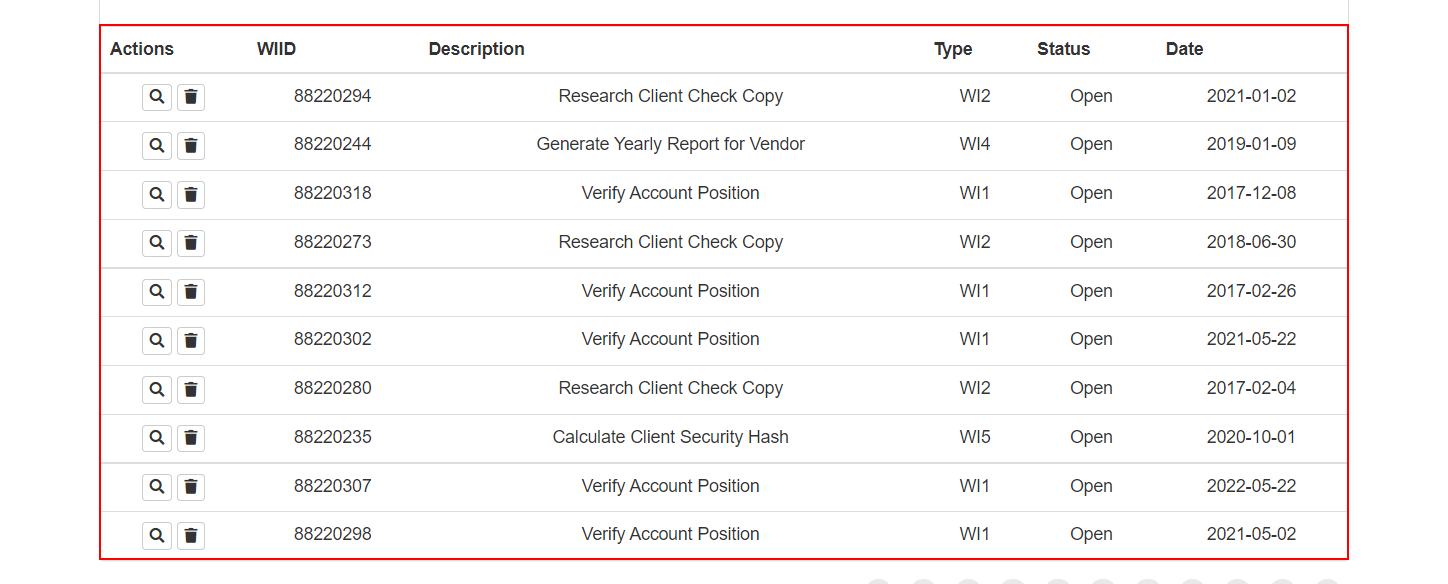 Actions WIID Description Type Status Date
88220294 Research Client Check Copy WI2 Open 2021-01-02
88220244 Generate Yearly Report for Vendor WI4 Open 2019-01-09
88220318 Verify Account Position WI1 Open 2017-12-08
88220273 Research Client Check Copy WI2 Open 2018-06-30
88220312 Verify Account Position WI1 Open 2017-02-26
88220302 Verify Account Position WI1 Open 2021-05-22
88220280 Research Client Check Copy WI2 Open 2017-02-04
88220235 Calculate Client Security Hash WI5 Open 2020-10-01
88220307 Verify Account Position WI1 Open 2022-05-22
88220298 Verify Account Position WI1 Open 2021-05-02